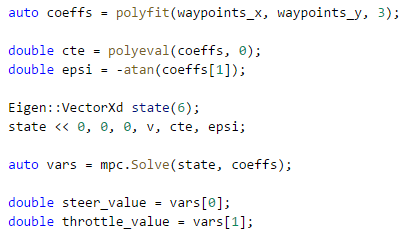 auto coeffs = polyfit(waypoints_x, waypoints_y, 3);
double cte = polyeval(coeffs, 0);
double epsi = -atan(coeffs[1]);
Eigen::VectorXd state(6);
state << 0, 0, 0, v, cte, epsi;
auto vars = mpc.Solve(state, coeffs);
double steer_value = vars[0];
double throttle_value = vars[1];